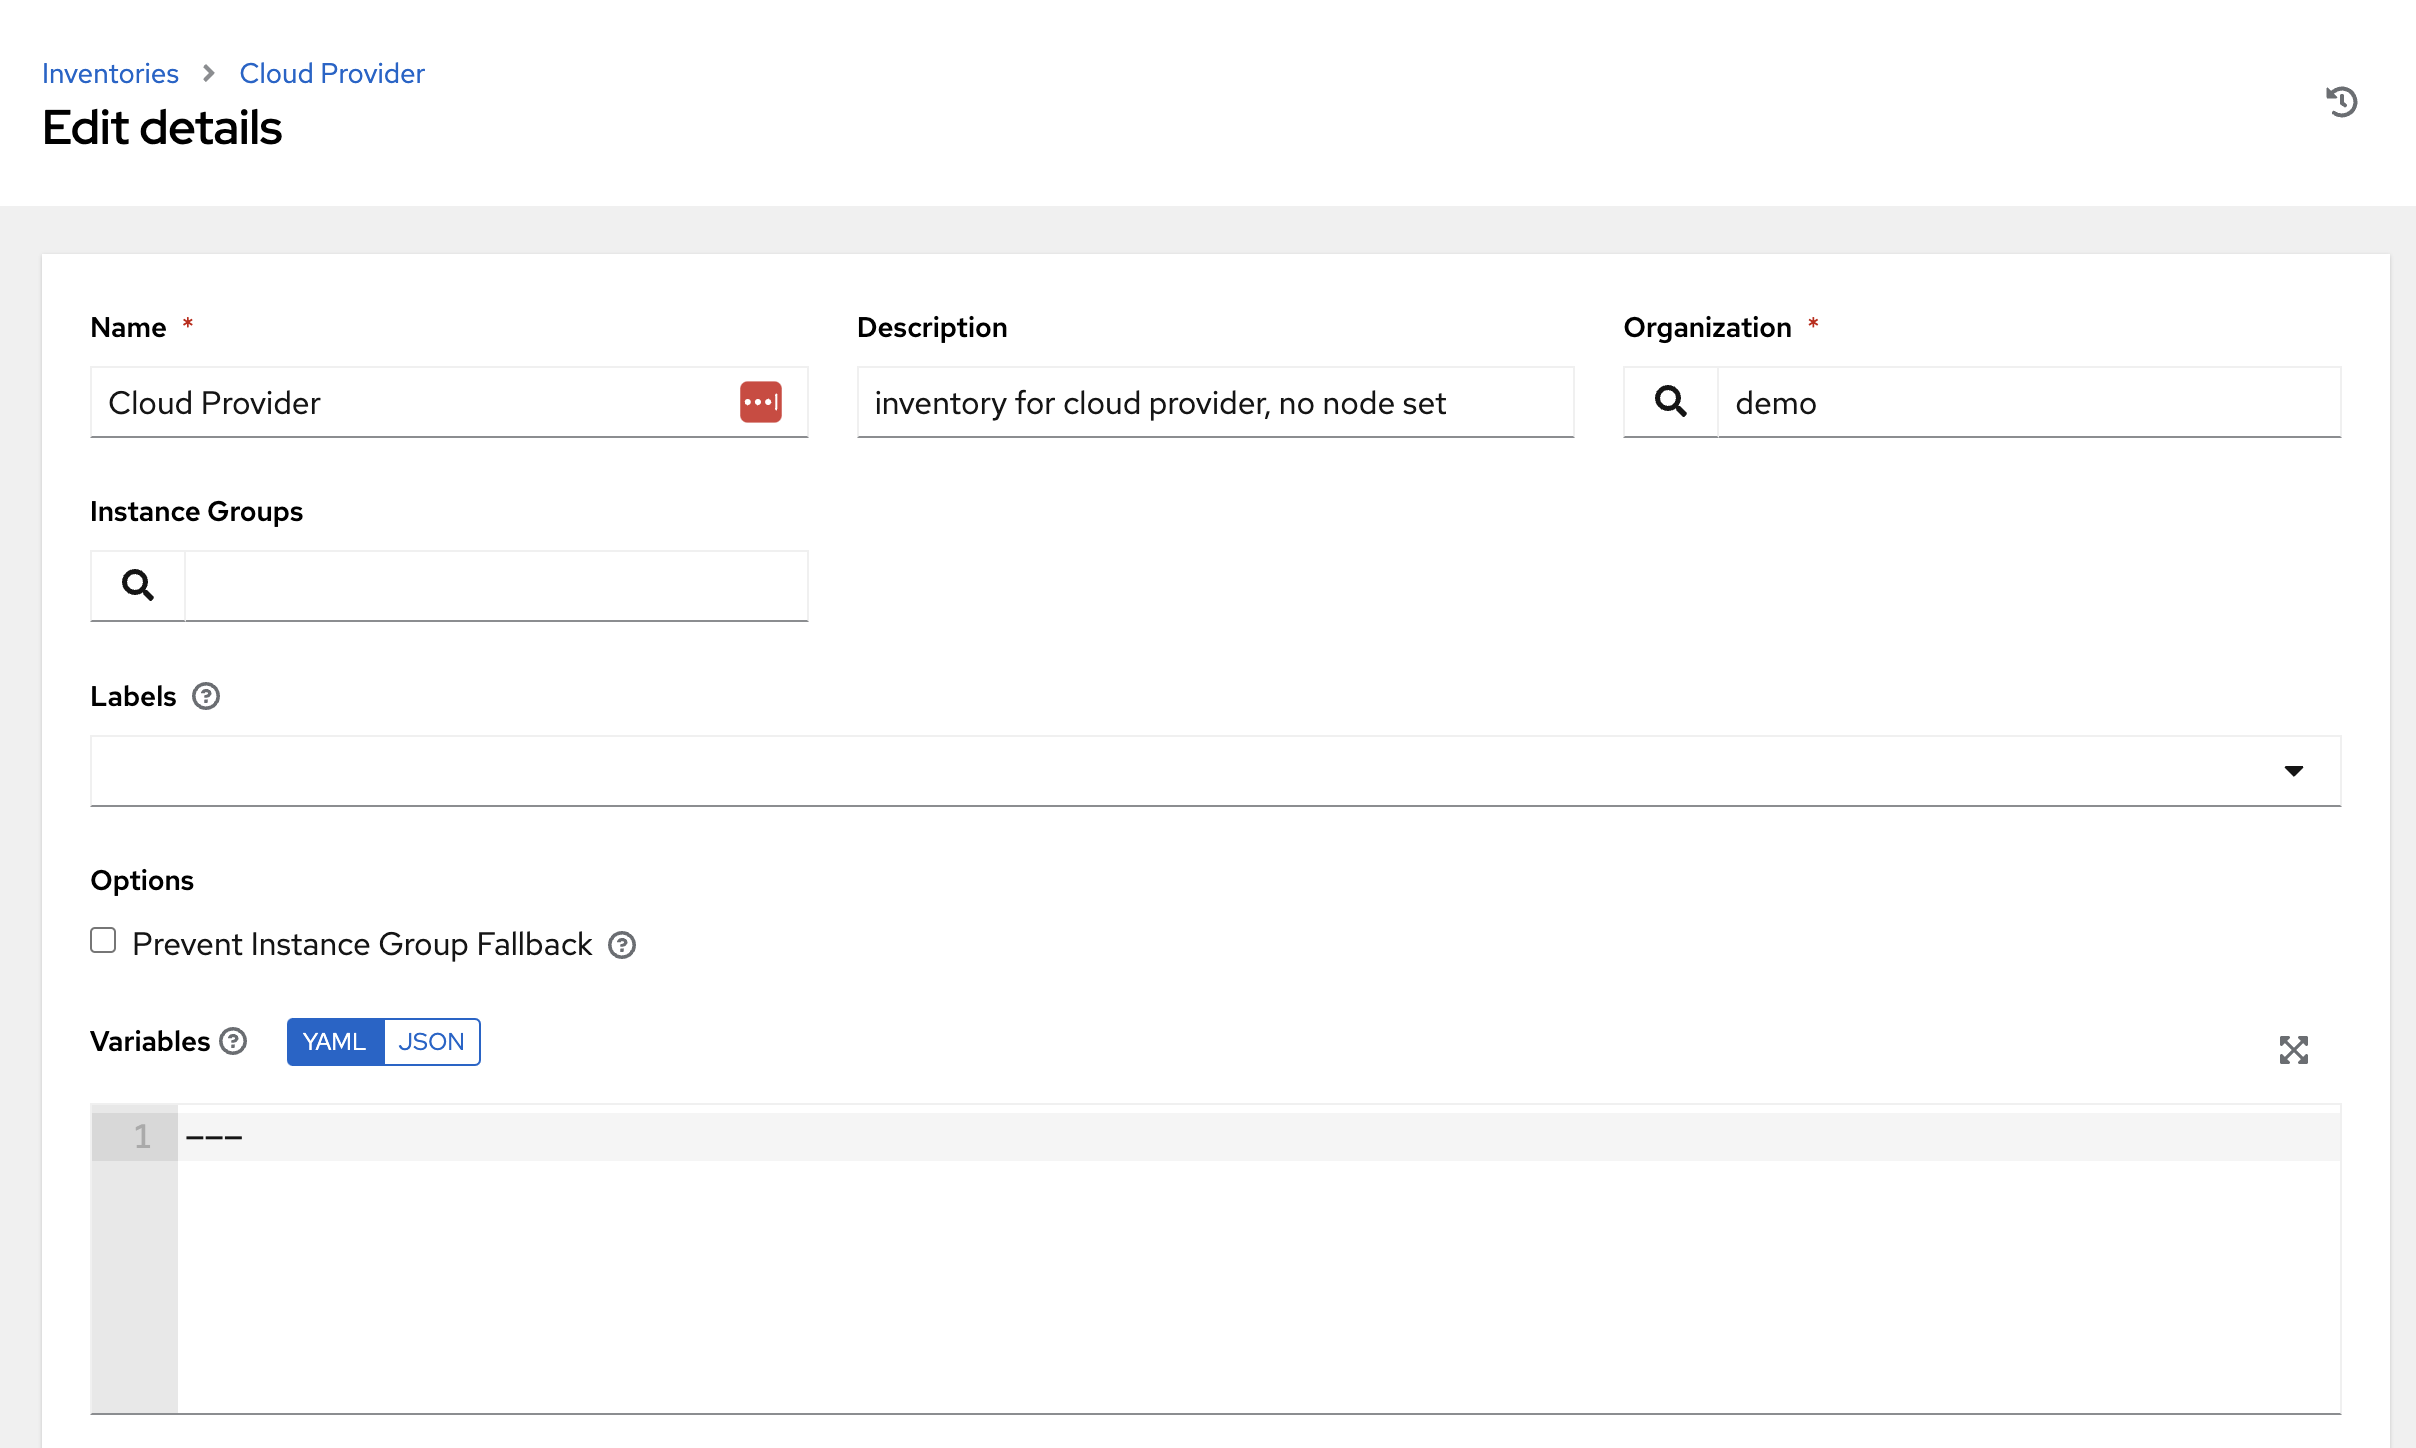 Inventories Cloud Provider
Edit details
Name * Description Organization *
Cloud Provider inventory for cloud provider, no node set demo
Instance Groups
Labels
Options
Prevent Instance Group Fallback
Variables YAML JSON
1 ---